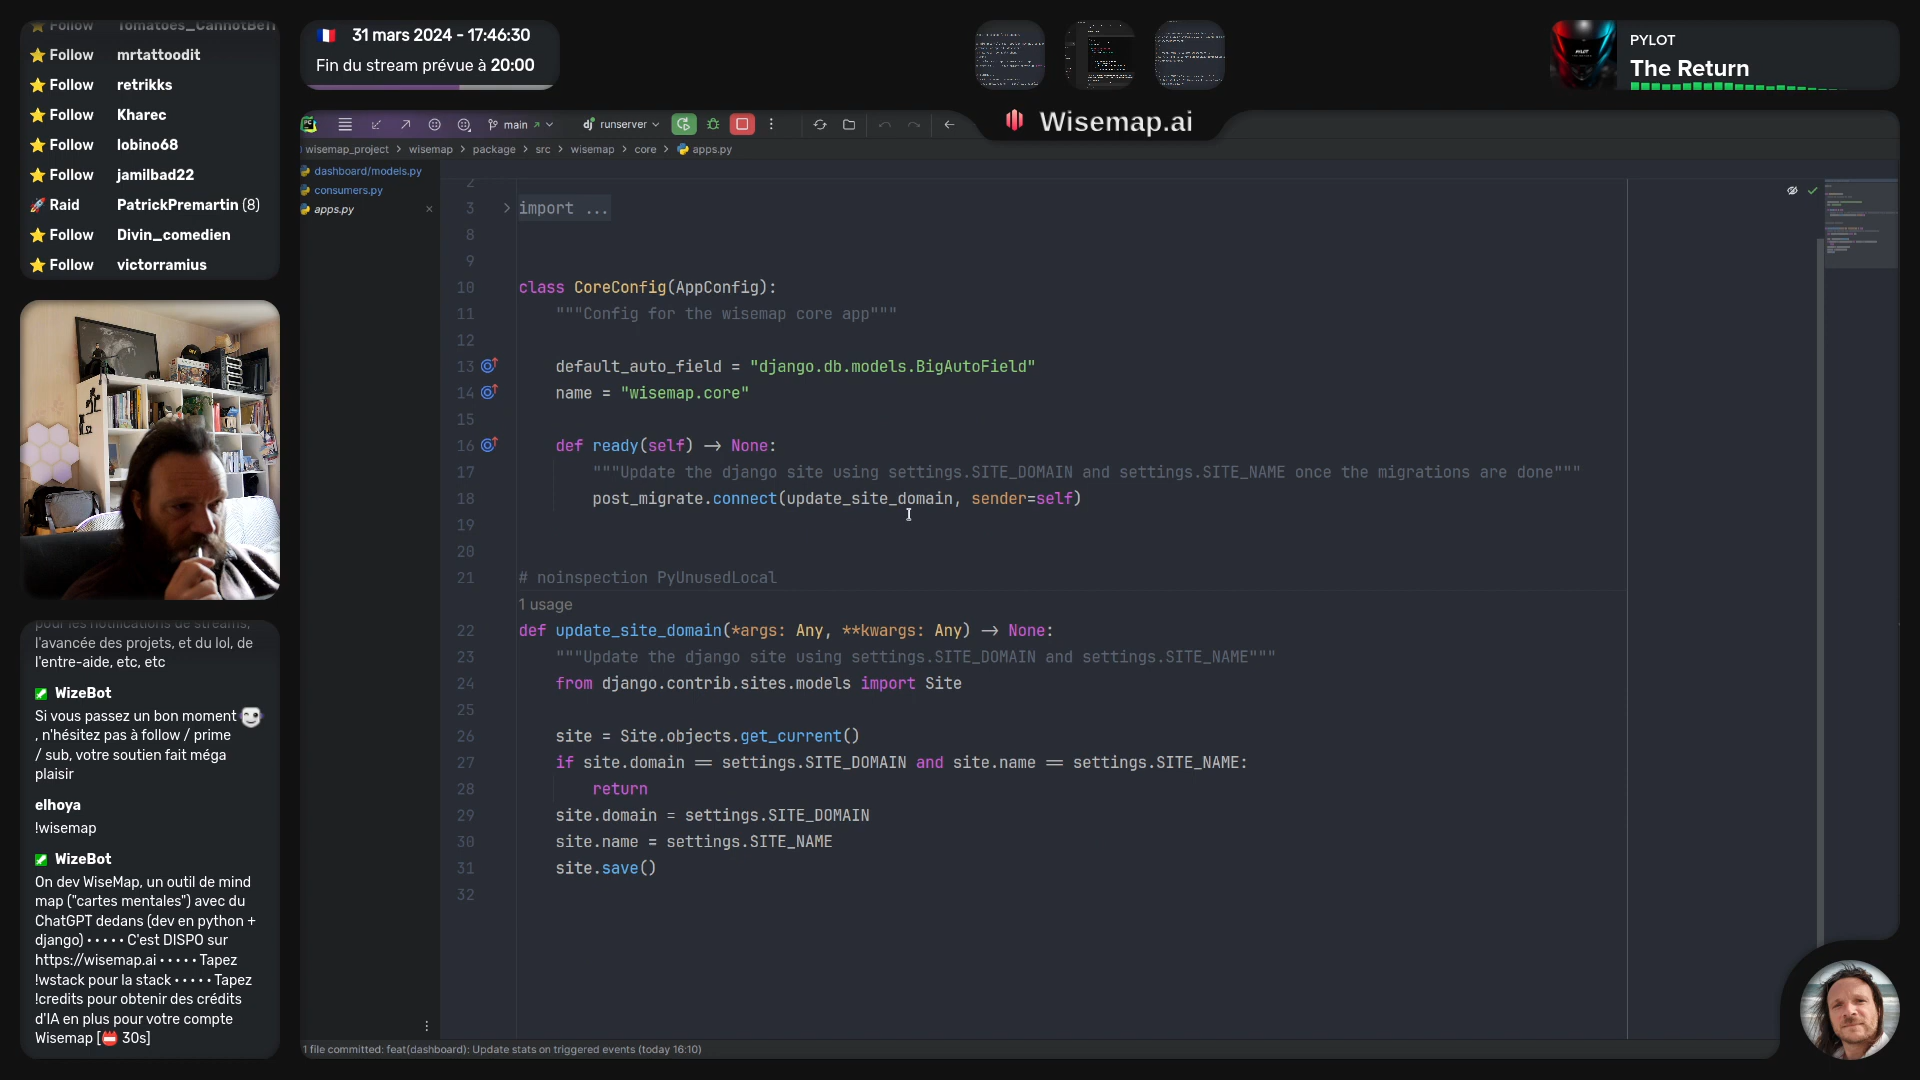 ⭐ Follow Tomatoes_CannotBeTr
⭐ Follow mrtattoodit
⭐ Follow retrikks
⭐ Follow Kharec
⭐ Follow lobino68
⭐ Follow jamilbad22
🚀 Raid PatrickPremartin (8)
⭐ Follow Divin_comedien
⭐ Follow victorramius
pour les notifications de streams,
l'avancée des projets, et du lol, de
l'entre-aide, etc, etc
WizeBot
Si vous passez un bon moment
, n'hésitez pas à follow / prime
/ sub, votre soutien fait méga
plaisir
elhoya
!wisemap
WizeBot
On dev WiseMap, un outil de mind
map ("cartes mentales") avec du
ChatGPT dedans (dev en python +
django) • • • • • C'est DISPO sur
https://wisemap.ai • • • • • Tapez
!wstack pour la stack • • • • • Tapez
!credits pour obtenir des crédits
d'IA en plus pour votre compte
Wisemap [📛 30s]
🇫🇷 31 mars 2024 - 17:46:30
Fin du stream prévue à 20:00
PYLOT
The Return
Wisemap.ai
PC main dj runserver
wisemap_project > wisemap > package > src > wisemap > core > apps.py
dashboard/models.py
consumers.py
apps.py ×
2
3 > import ...
8
9
10 class CoreConfig(AppConfig):
11 """Config for the wisemap core app"""
12
13 default_auto_field = "django.db.models.BigAutoField"
14 name = "wisemap.core"
15
16 def ready(self) -> None:
17 """Update the django site using settings.SITE_DOMAIN and settings.SITE_NAME once the migrations are done"""
18 post_migrate.connect(update_site_domain, sender=self)
19
20
21 # noinspection PyUnusedLocal
1 usage
22 def update_site_domain(*args: Any, **kwargs: Any) -> None:
23 """Update the django site using settings.SITE_DOMAIN and settings.SITE_NAME"""
24 from django.contrib.sites.models import Site
25
26 site = Site.objects.get_current()
27 if site.domain == settings.SITE_DOMAIN and site.name == settings.SITE_NAME:
28 return
29 site.domain = settings.SITE_DOMAIN
30 site.name = settings.SITE_NAME
31 site.save()
32
1 file committed: feat(dashboard): Update stats on triggered events (today 16:10)